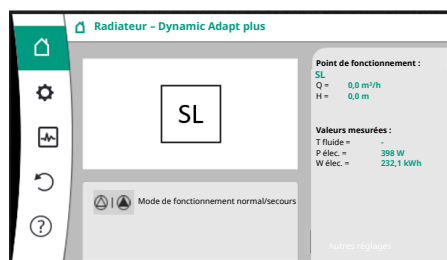 Radiateur – Dynamic Adapt plus
SL
Mode de fonctionnement normal/secours
Point de fonctionnement :
SL
Q = 0,0 m³/h
H = 0,0 m
Valeurs mesurées :
T fluide = -
P élec. = 398 W
W élec. = 232,1 kWh
Autres réglages
?